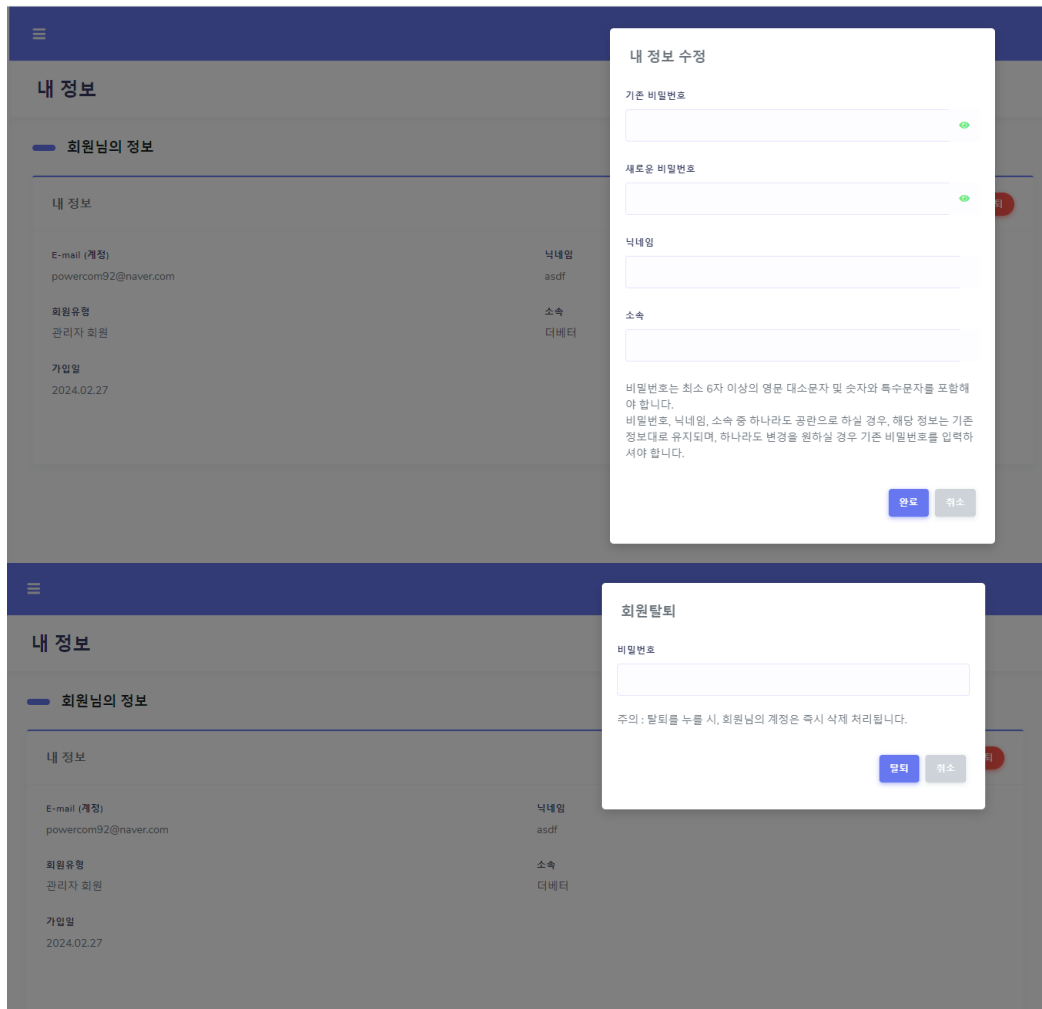 내 정보 수정
내 정보
기존 비밀번호
회원님의 정보
새로운 비밀번호
내 정보
퇴
닉네임
E-mail (계정)
닉네임
powercom92@naver.com
asdf
회원유형
소속
소속
관리자 회원
더베터
가입일
2024.02.27
비밀번호는 최소 6자 이상의 영문 대소문자 및 숫자와 특수문자를 포함해
야 합니다.
비밀번호, 닉네임, 소속 중 하나라도 공란으로 하실 경우, 해당 정보는 기존
정보대로 유지되며, 하나라도 변경을 원하실 경우 기존 비밀번호를 입력하
셔야 합니다.
완료
취소
회원탈퇴
내 정보
비밀번호
회원님의 정보
주의 : 탈퇴를 누를 시, 회원님의 계정은 즉시 삭제 처리됩니다.
내 정보
탈퇴
취소
퇴
E-mail (계정)
닉네임
powercom92@naver.com
asdf
회원유형
소속
관리자 회원
더베터
가입일
2024.02.27